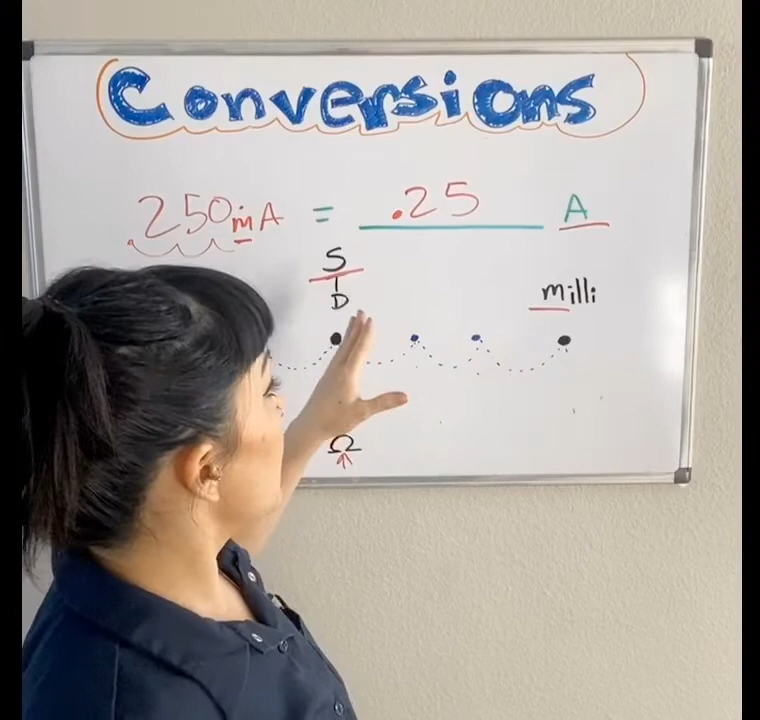 Conversions
250mA = .25 A
S
T
D
milli
Ω